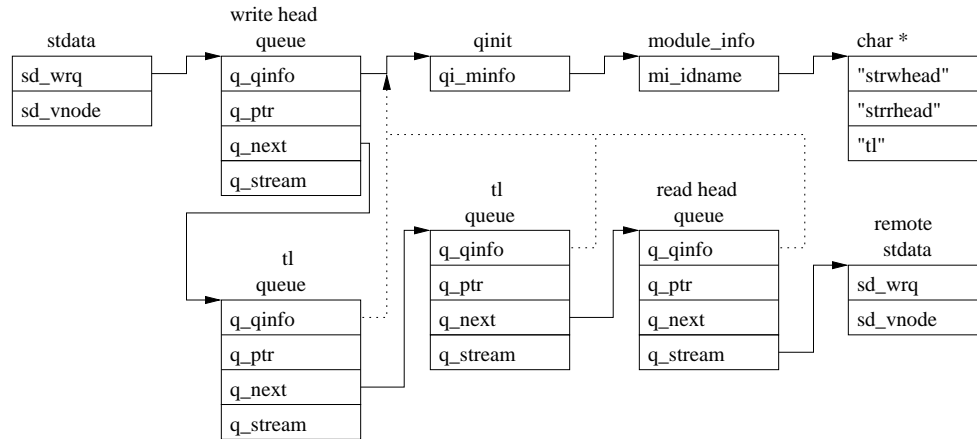 write head
queue
q_qinfo
q_ptr
q_next
q_stream
stdata
sd_wrq
sd_vnode
qinit
qi_minfo
module_info
mi_idname
char *
"strwhead"
"strrhead"
"tl"
tl
queue
q_qinfo
q_ptr
q_next
q_stream
tl
queue
q_qinfo
q_ptr
q_next
q_stream
read head
queue
q_qinfo
q_ptr
q_next
q_stream
remote
stdata
sd_wrq
sd_vnode